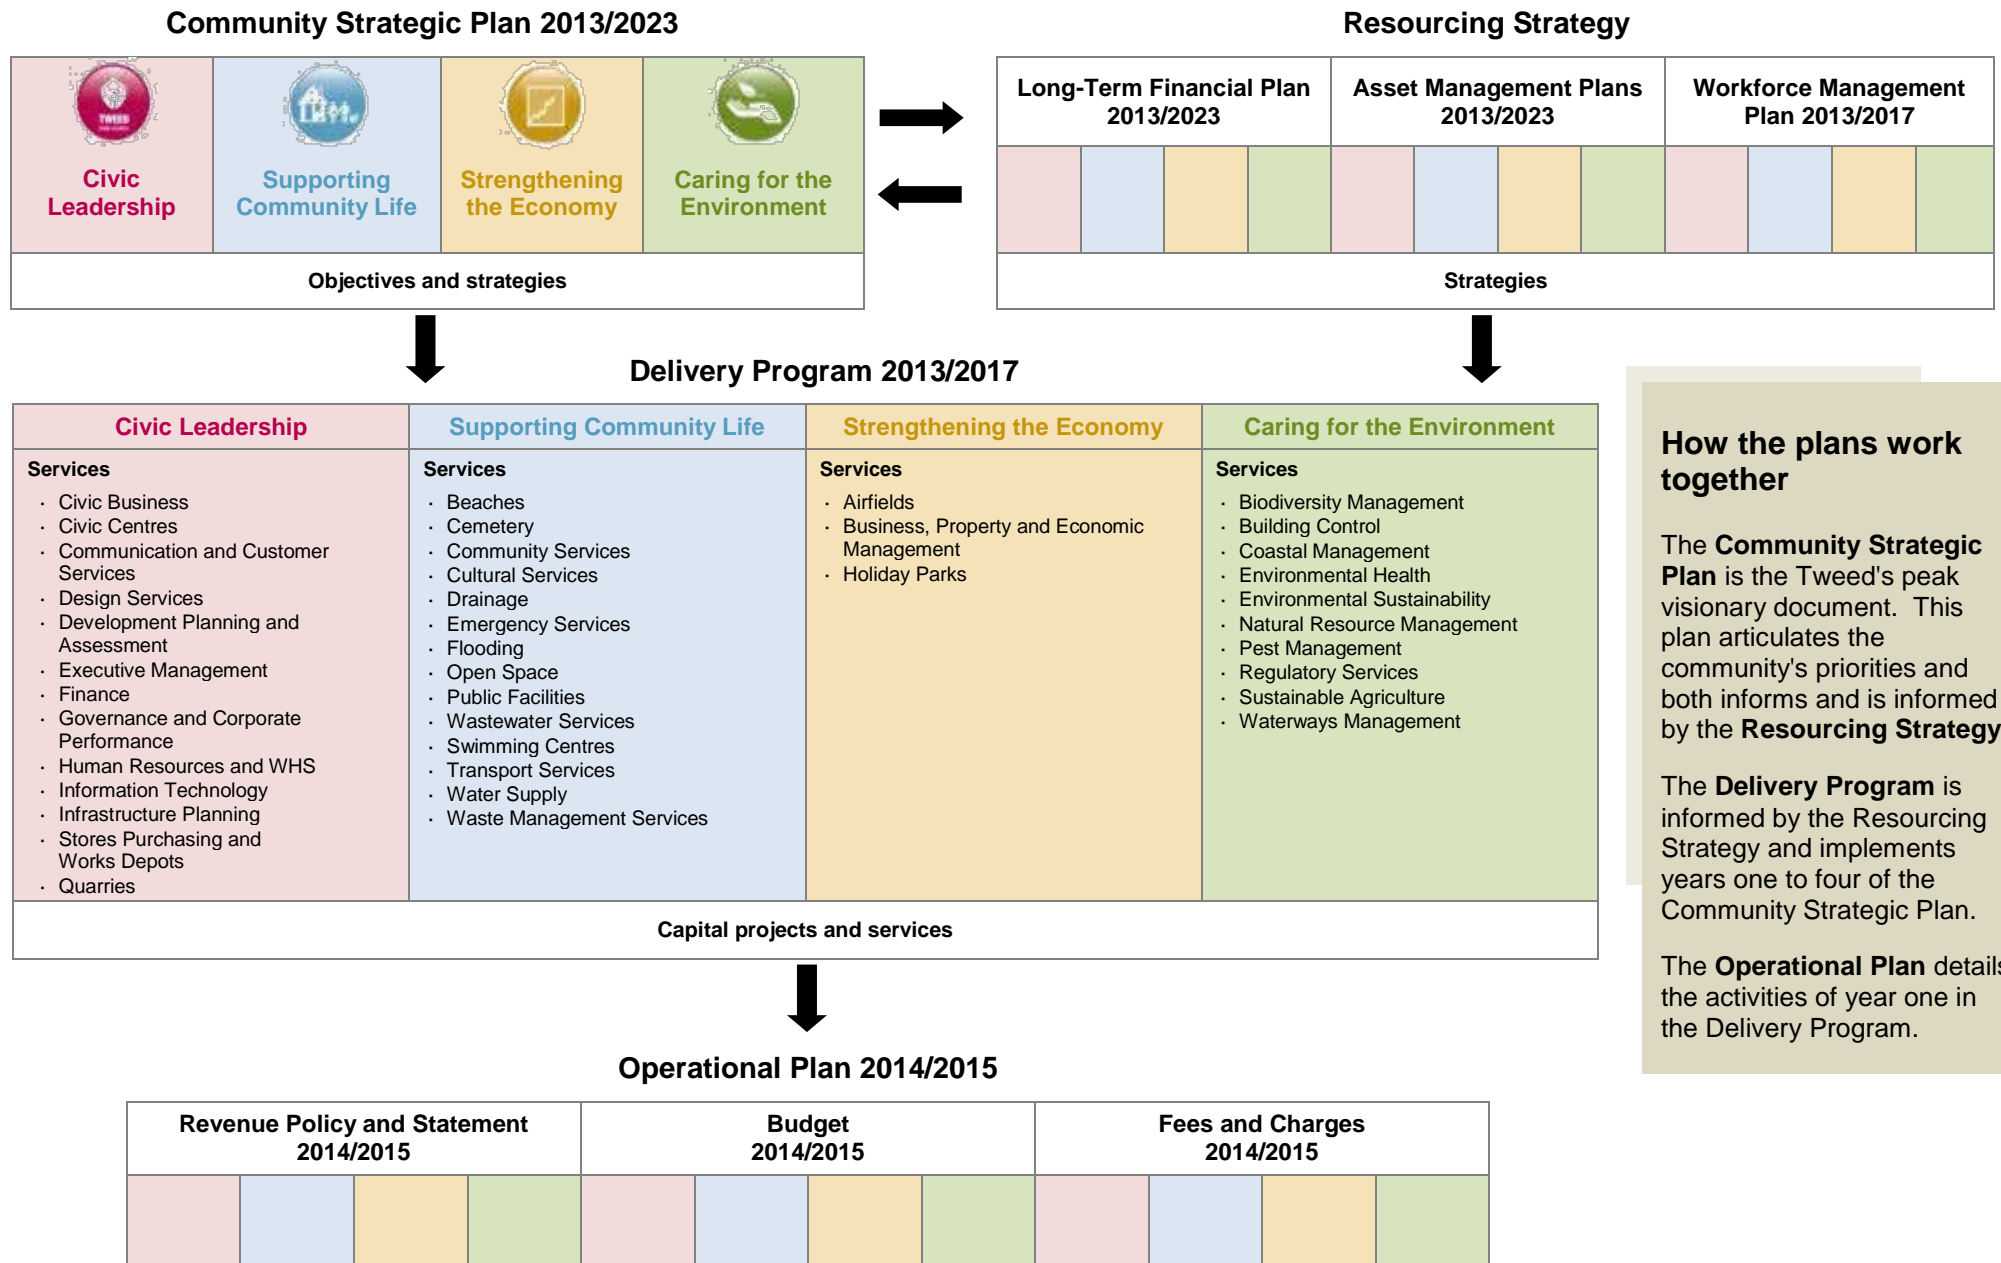 Community Strategic Plan 2013/2023
TWEED
Civic
Leadership
Supporting
Community Life
Strengthening
the Economy
Caring for the
Environment
Objectives and strategies
Resourcing Strategy
Long-Term Financial Plan
2013/2023
Asset Management Plans
2013/2023
Workforce Management
Plan 2013/2017
Strategies
Delivery Program 2013/2017
Civic Leadership
Services
· Civic Business
· Civic Centres
· Communication and Customer
Services
· Design Services
· Development Planning and
Assessment
· Executive Management
· Finance
· Governance and Corporate
Performance
· Human Resources and WHS
· Information Technology
· Infrastructure Planning
· Stores Purchasing and
Works Depots
· Quarries
Supporting Community Life
Services
· Beaches
· Cemetery
· Community Services
· Cultural Services
· Drainage
· Emergency Services
· Flooding
· Open Space
· Public Facilities
· Wastewater Services
· Swimming Centres
· Transport Services
· Water Supply
· Waste Management Services
Strengthening the Economy
Services
· Airfields
· Business, Property and Economic
Management
· Holiday Parks
Caring for the Environment
Services
· Biodiversity Management
· Building Control
· Coastal Management
· Environmental Health
· Environmental Sustainability
· Natural Resource Management
· Pest Management
· Regulatory Services
· Sustainable Agriculture
· Waterways Management
Capital projects and services
How the plans work
together
The Community Strategic
Plan is the Tweed's peak
visionary document. This
plan articulates the
community's priorities and
both informs and is informed
by the Resourcing Strategy
The Delivery Program is
informed by the Resourcing
Strategy and implements
years one to four of the
Community Strategic Plan.
The Operational Plan details
the activities of year one in
the Delivery Program.
Operational Plan 2014/2015
Revenue Policy and Statement
2014/2015
Budget
2014/2015
Fees and Charges
2014/2015